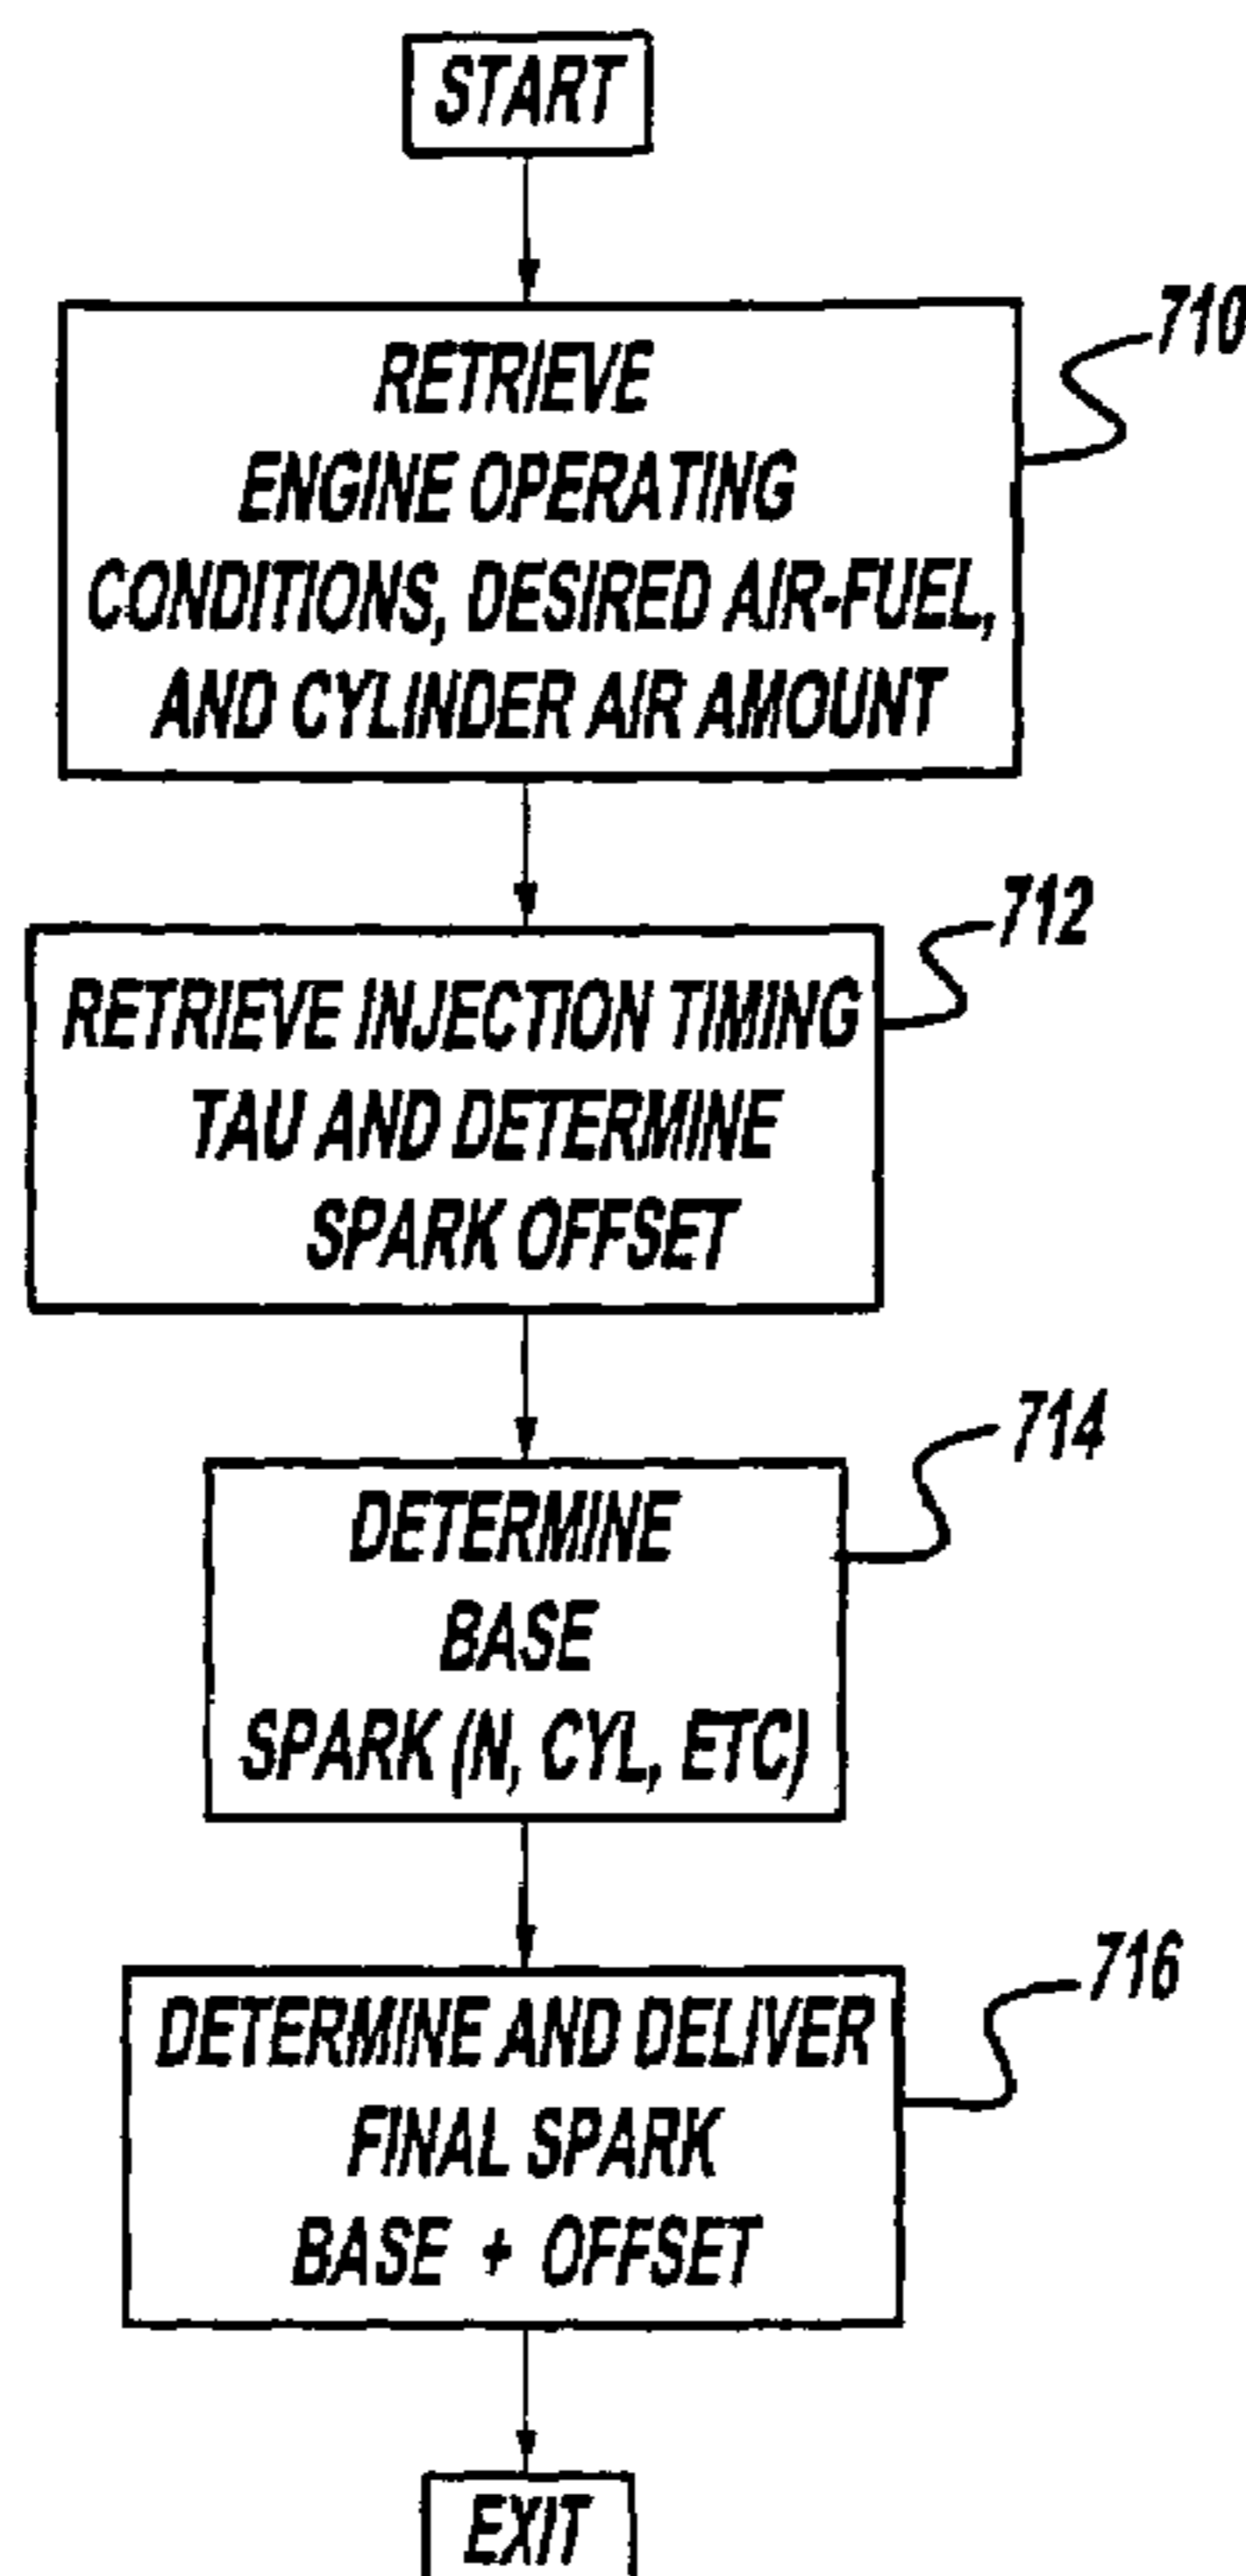 START
710
RETRIEVE
ENGINE OPERATING
CONDITIONS, DESIRED AIR-FUEL,
AND CYLINDER AIR AMOUNT
712
RETRIEVE INJECTION TIMING
TAU AND DETERMINE
SPARK OFFSET
714
DETERMINE
BASE
SPARK (N, CYL, ETC)
716
DETERMINE AND DELIVER
FINAL SPARK
BASE + OFFSET
EXIT